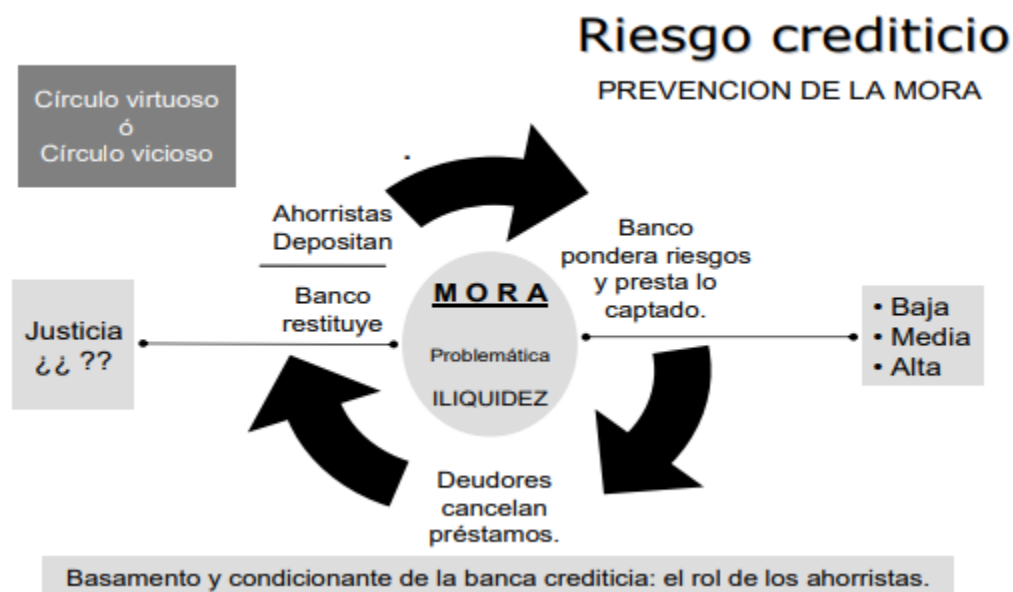 Riesgo crediticio
PREVENCION DE LA MORA
Círculo virtuoso
ó
Círculo vicioso
Ahorristas
Depositan
Banco
restituye
Banco
pondera riesgos
y presta lo
captado.
M O R A
Problemática
ILIQUIDEZ
Justicia
¿¿ ??
• Baja
• Media
• Alta
Deudores
cancelan
préstamos.
Basamento y condicionante de la banca crediticia: el rol de los ahorristas.